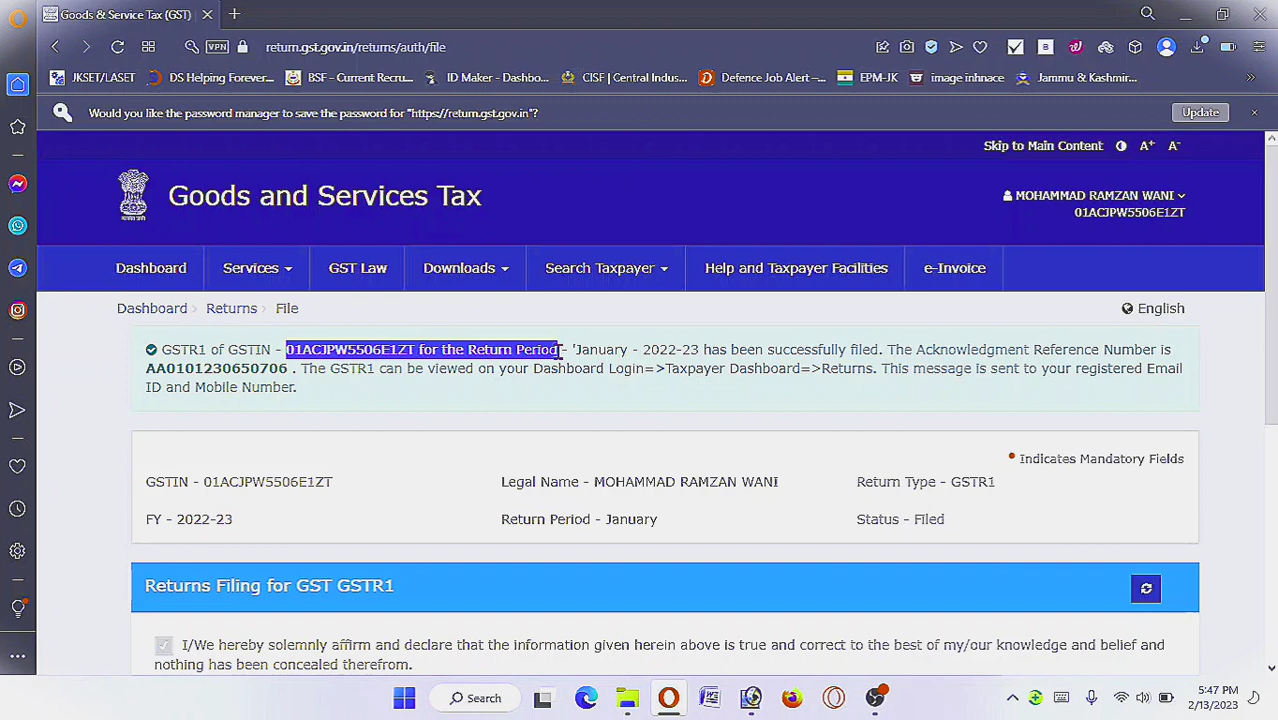 Goods & Service Tax (GST)
VPN
return.gst.gov.in/returns/auth/file
JKSET/LASET
DS Helping Forever...
BSF - Current Recru...
ID Maker - Dashbo...
CISF | Central Indus...
Defence Job Alert -...
EPM-JK
image inhnace
Jammu & Kashmir...
Would you like the password manager to save the password for "https://return.gst.gov.in"?
Update
Skip to Main Content
A+
A-
Goods and Services Tax
MOHAMMAD RAMZAN WANI
01ACJPW5506E1ZT
Dashboard
Services
GST Law
Downloads
Search Taxpayer
Help and Taxpayer Facilities
e-Invoice
Dashboard > Returns > File
English
GSTR1 of GSTIN - 01ACJPW5506E1ZT for the Return Period - 'January - 2022-23 has been successfully filed. The Acknowledgment Reference Number is
AA0101230650706 . The GSTR1 can be viewed on your Dashboard Login=>Taxpayer Dashboard=>Returns. This message is sent to your registered Email
ID and Mobile Number.
• Indicates Mandatory Fields
GSTIN - 01ACJPW5506E1ZT
Legal Name - MOHAMMAD RAMZAN WANI
Return Type - GSTR1
FY - 2022-23
Return Period - January
Status - Filed
Returns Filing for GST GSTR1
I/We hereby solemnly affirm and declare that the information given herein above is true and correct to the best of my/our knowledge and belief and
nothing has been concealed therefrom.
Search
5:47 PM
2/13/2023